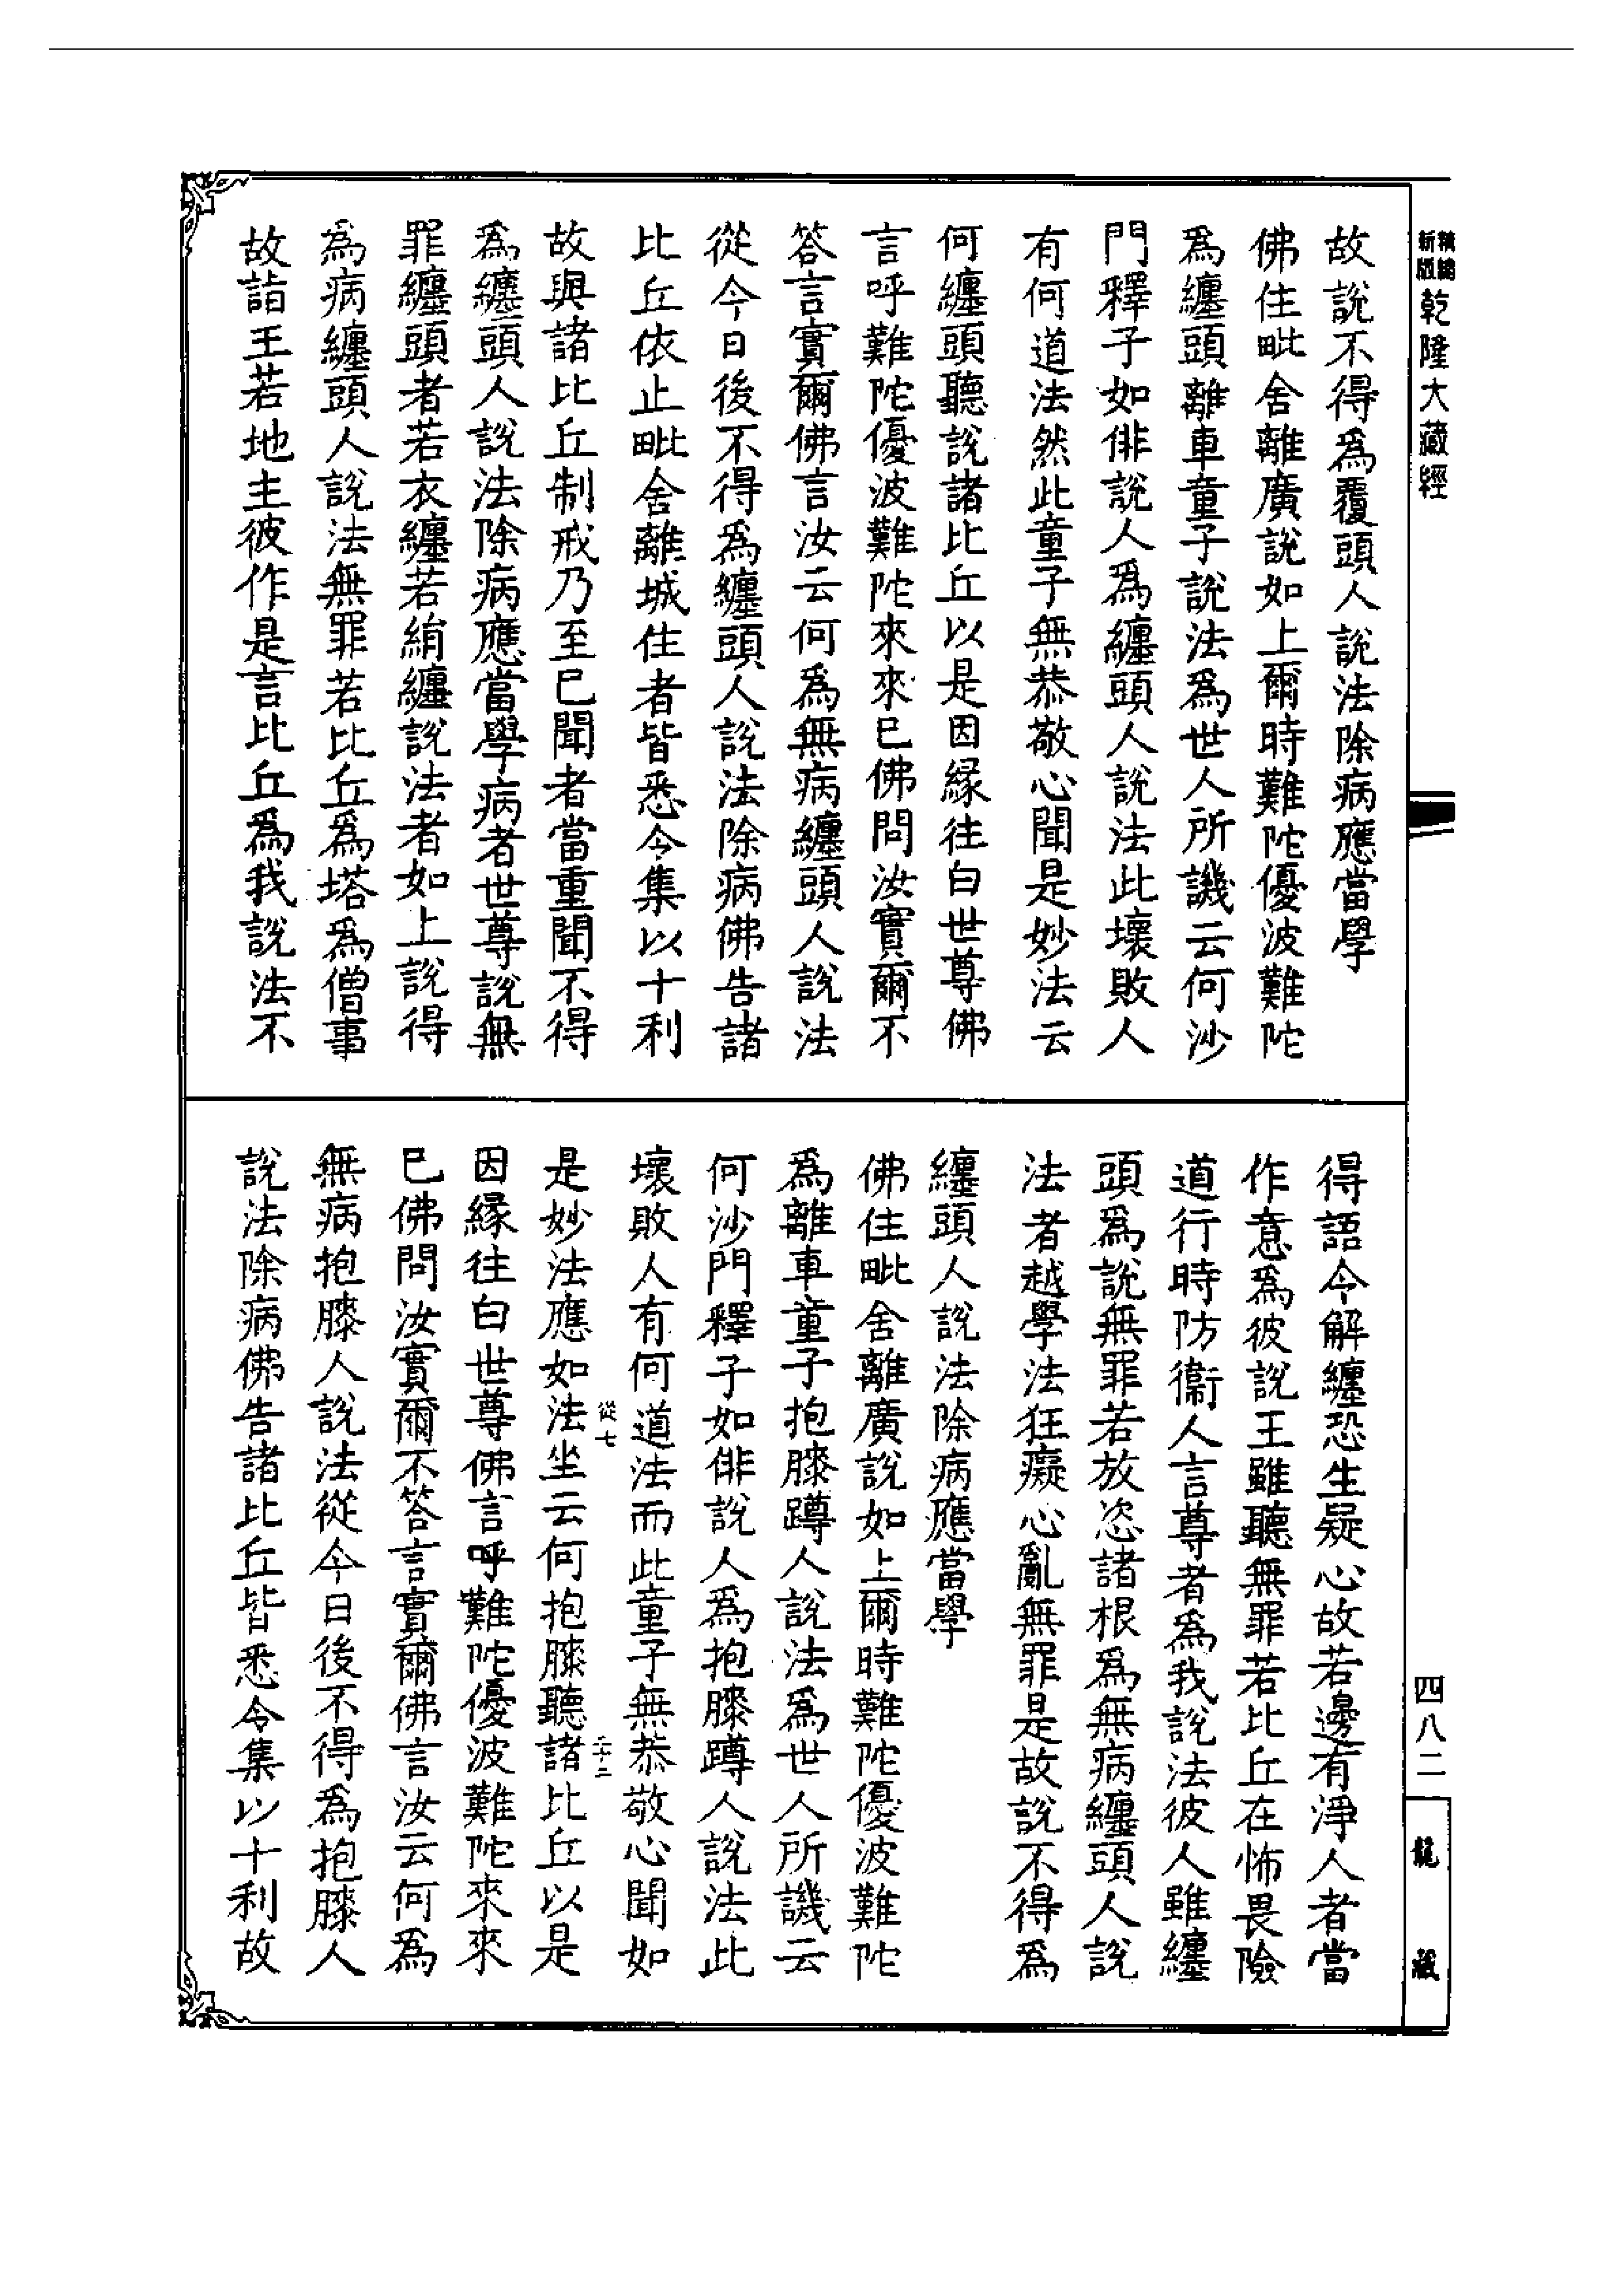 新編
新版
乾隆大藏經
故說不得為覆頭人說法除病應當學
佛住毗舍離廣說如上爾時難陀優波難陀
為纏頭離車童子說法為世人所譏云何沙
門釋子如俳說人為纏頭人說法此壞敗人
有何道法然此童子無恭敬心聞是妙法云
何纏頭聽說諸比丘以是因緣往白世尊佛
言呼難陀優波難陀來來已佛問汝實爾不
答言實爾佛言汝云何為無病纏頭人說法
從今日後不得為纏頭人說法除病佛告諸
比丘依止毗舍離城住者皆悉令集以十利
故與諸比丘制戒乃至已聞者當重聞不得
為纏頭人說法除病應當學病者世尊說無
罪纏頭者若衣纏若絹纏說法者如上說得
為病纏頭人說法無罪若比丘為塔為僧事
故詣王若地主彼作是言比丘為我說法不
得語令解纏恐生疑心故若邊有淨人者當
作意為彼說王雖聽無罪若比丘在怖畏險
道行時防衛人言尊者為我說法彼人雖纏
頭為說無罪若放恣諸根為無病纏頭人說
法者越學法狂癡心亂無罪是故說不得為
纏頭人說法除病應當學
佛住毗舍離廣說如上爾時難陀優波難陀
為離車童子抱膝蹲人說法為世人所譏云
何沙門釋子如俳說人為抱膝蹲人說法此
壞敗人有何道法而此童子無恭敬心聞如
從七
二十二
是妙法應如法坐云何抱膝聽諸比丘以是
因緣往白世尊佛言呼難陀優波難陀來來
已佛問汝實爾不答言實爾佛言汝云何為
無病抱膝人說法從今日後不得為抱膝人
說法除病佛告諸比丘皆悉令集以十利故
四八二
龍藏